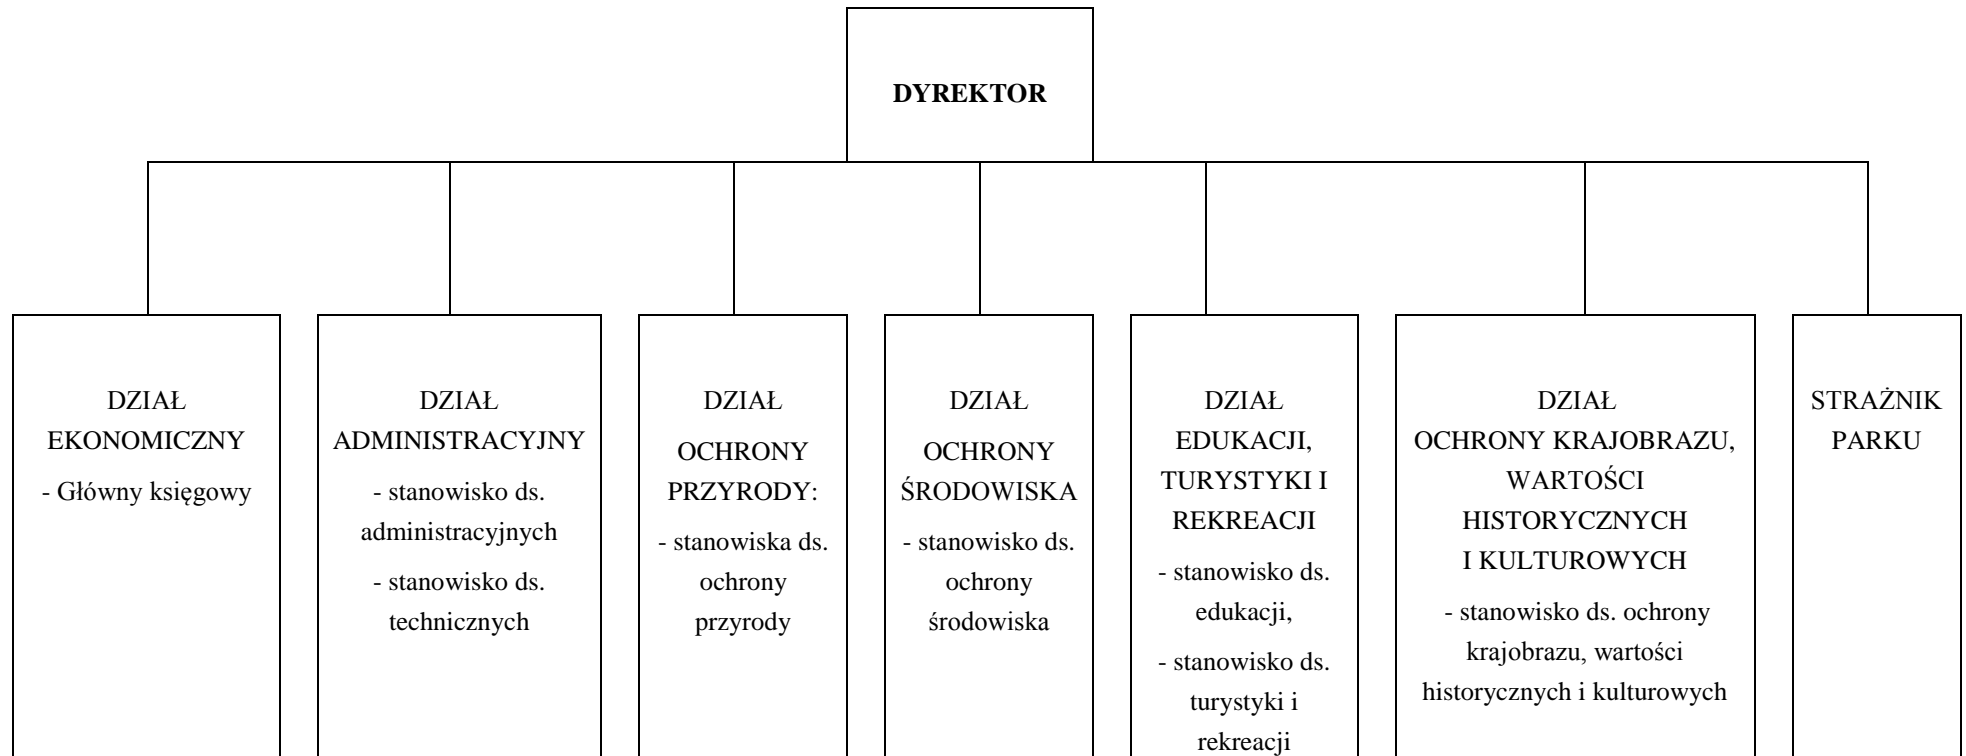 DYREKTOR
DZIAŁ
EKONOMICZNY
- Główny księgowy
DZIAŁ
ADMINISTRACYJNY
- stanowisko ds.
administracyjnych
- stanowisko ds.
technicznych
DZIAŁ
OCHRONY
PRZYRODY:
- stanowiska ds.
ochrony
przyrody
DZIAŁ
OCHRONY
ŚRODOWISKA
- stanowisko ds.
ochrony
środowiska
DZIAŁ
EDUKACJI,
TURYSTYKI I
REKREACJI
- stanowisko ds.
edukacji,
- stanowisko ds.
turystyki i
rekreacji
DZIAŁ
OCHRONY KRAJOBRAZU,
WARTOŚCI
HISTORYCZNYCH
I KULTUROWYCH
- stanowisko ds. ochrony
krajobrazu, wartości
historycznych i kulturowych
STRAŻNIK
PARKU